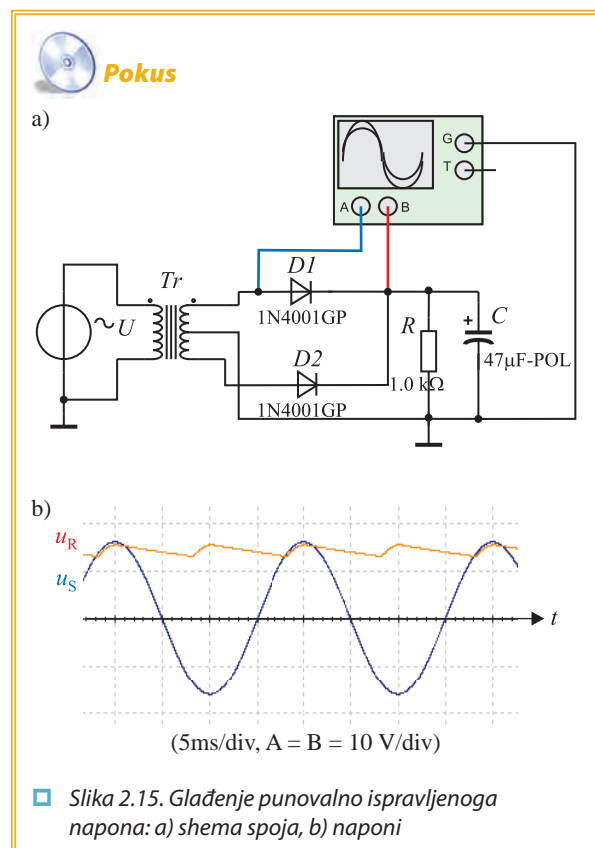 Pokus
a)
G
T
A
B
Tr
D1
U
1N4001GP
R
C
+
47µF-POL
D2
1.0 kΩ
1N4001GP
b)
uR
uS
t
(5ms/div, A = B = 10 V/div)
Slika 2.15. Glađenje punovalno ispravljenoga
napona: a) shema spoja, b) naponi